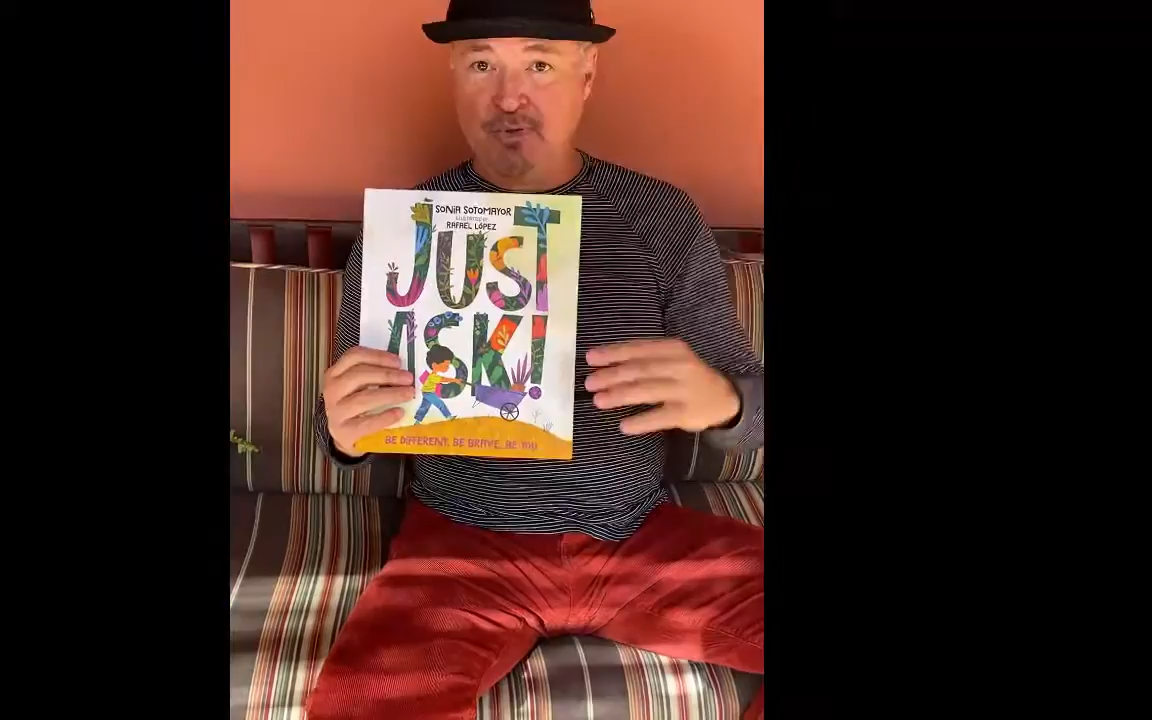 SONIA SOTOMAYOR
ILLUSTRATED BY
RAFAEL LÓPEZ
JUST
ASK!
BE DIFFERENT, BE BRAVE, BE YOU